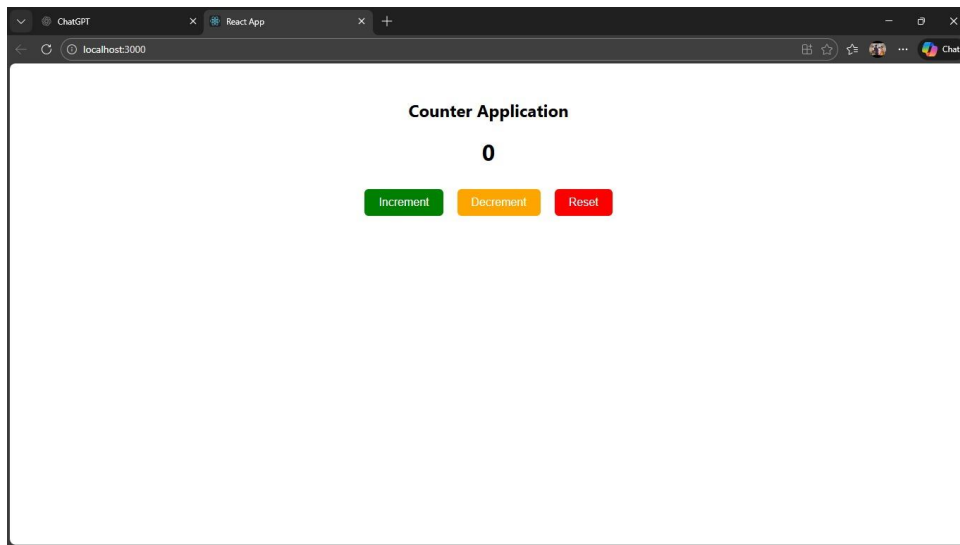 ChatGPT React App
localhost:3000 Chat
Counter Application
0
Increment Decrement Reset